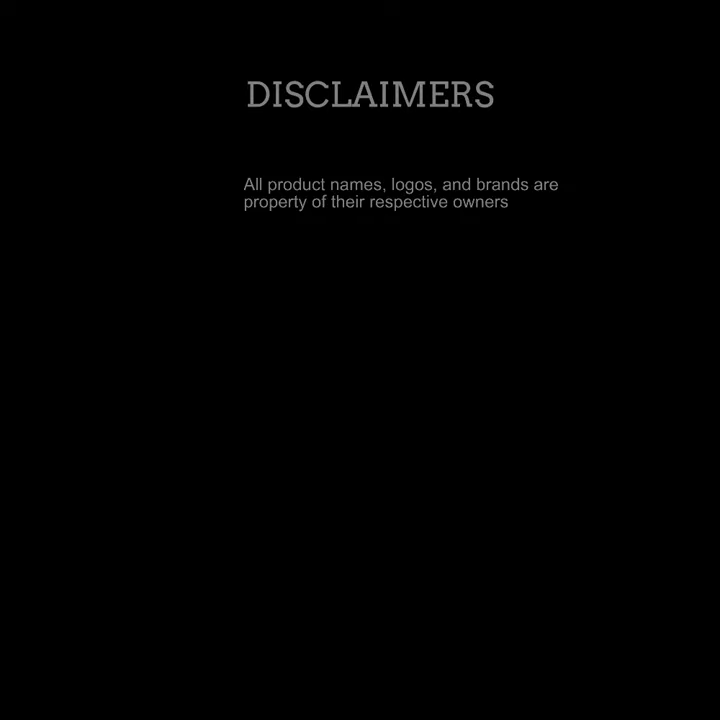 DISCLAIMERS
All product names, logos, and brands are
property of their respective owners